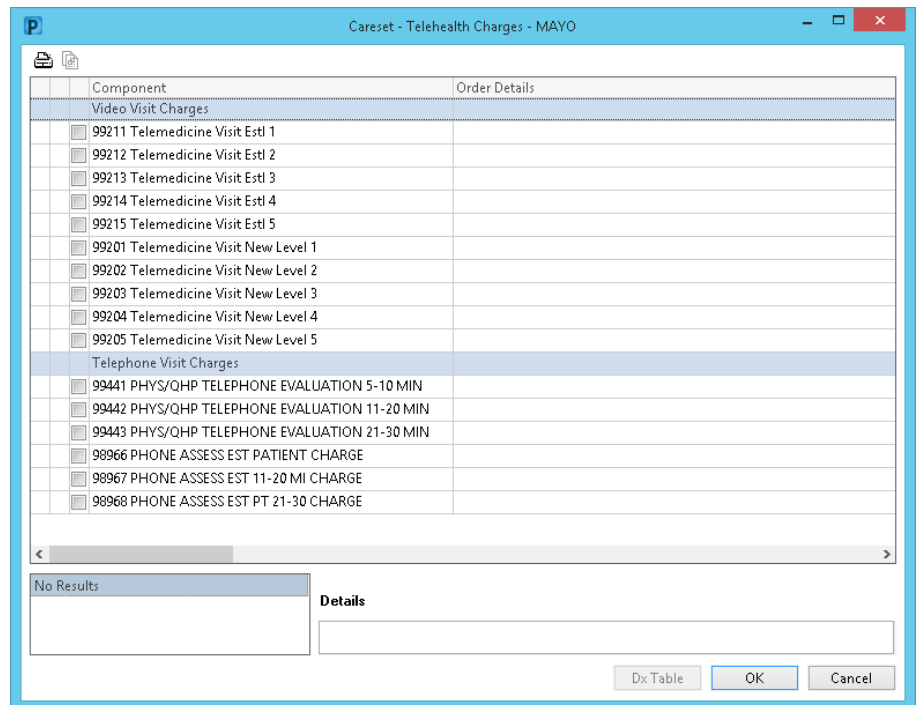 P
Careset - Telehealth Charges - MAYO
Component Order Details
Video Visit Charges
99211 Telemedicine Visit Estl 1
99212 Telemedicine Visit Estl 2
99213 Telemedicine Visit Estl 3
99214 Telemedicine Visit Estl 4
99215 Telemedicine Visit Estl 5
99201 Telemedicine Visit New Level 1
99202 Telemedicine Visit New Level 2
99203 Telemedicine Visit New Level 3
99204 Telemedicine Visit New Level 4
99205 Telemedicine Visit New Level 5
Telephone Visit Charges
99441 PHYS/QHP TELEPHONE EVALUATION 5-10 MIN
99442 PHYS/QHP TELEPHONE EVALUATION 11-20 MIN
99443 PHYS/QHP TELEPHONE EVALUATION 21-30 MIN
98966 PHONE ASSESS EST PATIENT CHARGE
98967 PHONE ASSESS EST 11-20 MI CHARGE
98968 PHONE ASSESS EST PT 21-30 CHARGE
No Results
Details
Dx Table OK Cancel